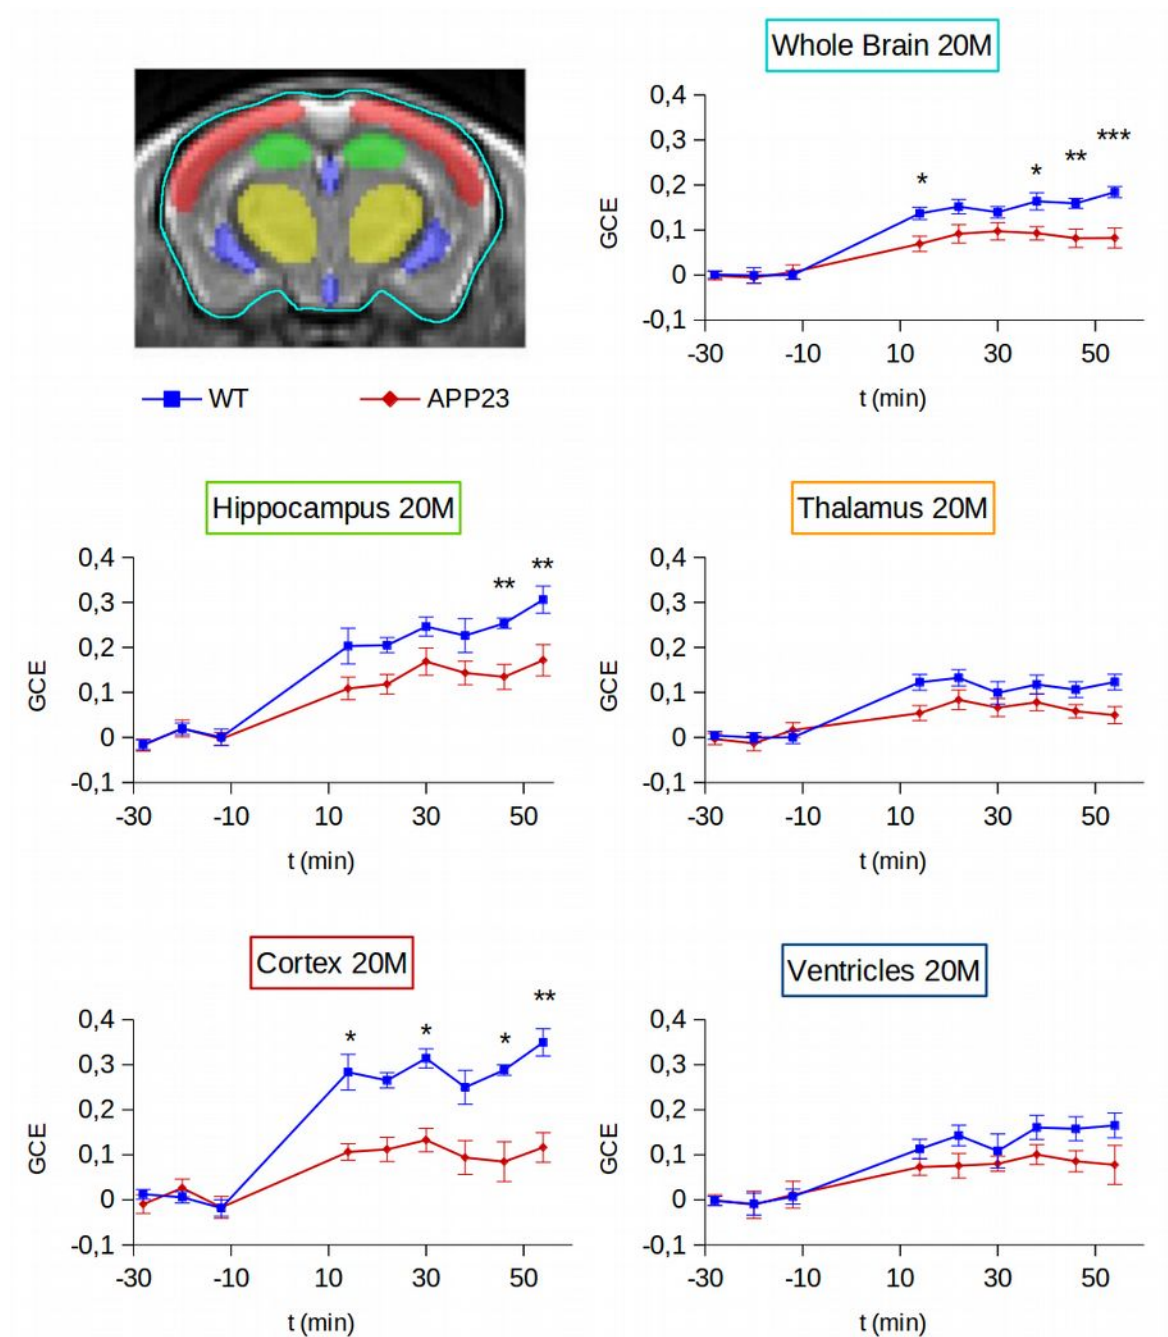 Whole Brain 20M
0,4
0,3
0,2
0,1
0
-0,1
GCE
* * ** ***
-30 -10 10 30 50
t (min)
WT APP23
Hippocampus 20M
0,4
0,3
0,2
0,1
0
-0,1
GCE
** **
-30 -10 10 30 50
t (min)
Thalamus 20M
0,4
0,3
0,2
0,1
0
-0,1
GCE
-30 -10 10 30 50
t (min)
Cortex 20M
0,4
0,3
0,2
0,1
0
-0,1
GCE
* * * **
-30 -10 10 30 50
t (min)
Ventricles 20M
0,4
0,3
0,2
0,1
0
-0,1
GCE
-30 -10 10 30 50
t (min)